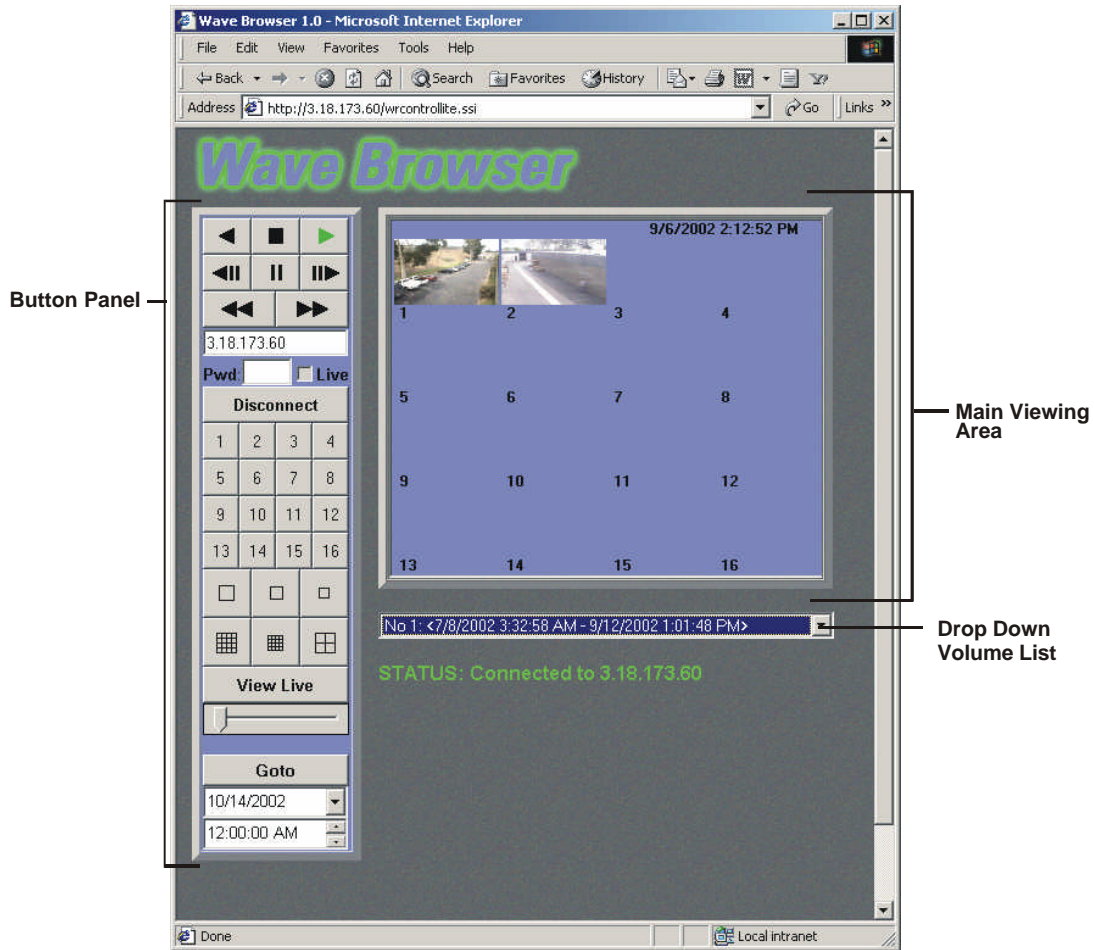 Wave Browser 1.0 - Microsoft Internet Explorer
File Edit View Favorites Tools Help
Back Search Favorites History
Address http://3.18.173.60/wrcontrollite.ssi Go Links »
Wave Browser
Button Panel
3.18.173.60
Pwd: Live
Disconnect
1 2 3 4
5 6 7 8
9 10 11 12
13 14 15 16
View Live
Goto
10/14/2002
12:00:00 AM
9/6/2002 2:12:52 PM
1 2 3 4
5 6 7 8
9 10 11 12
13 14 15 16
Main Viewing
Area
No 1: <7/8/2002 3:32:58 AM - 9/12/2002 1:01:48 PM>
Drop Down
Volume List
STATUS: Connected to 3.18.173.60
Done Local intranet